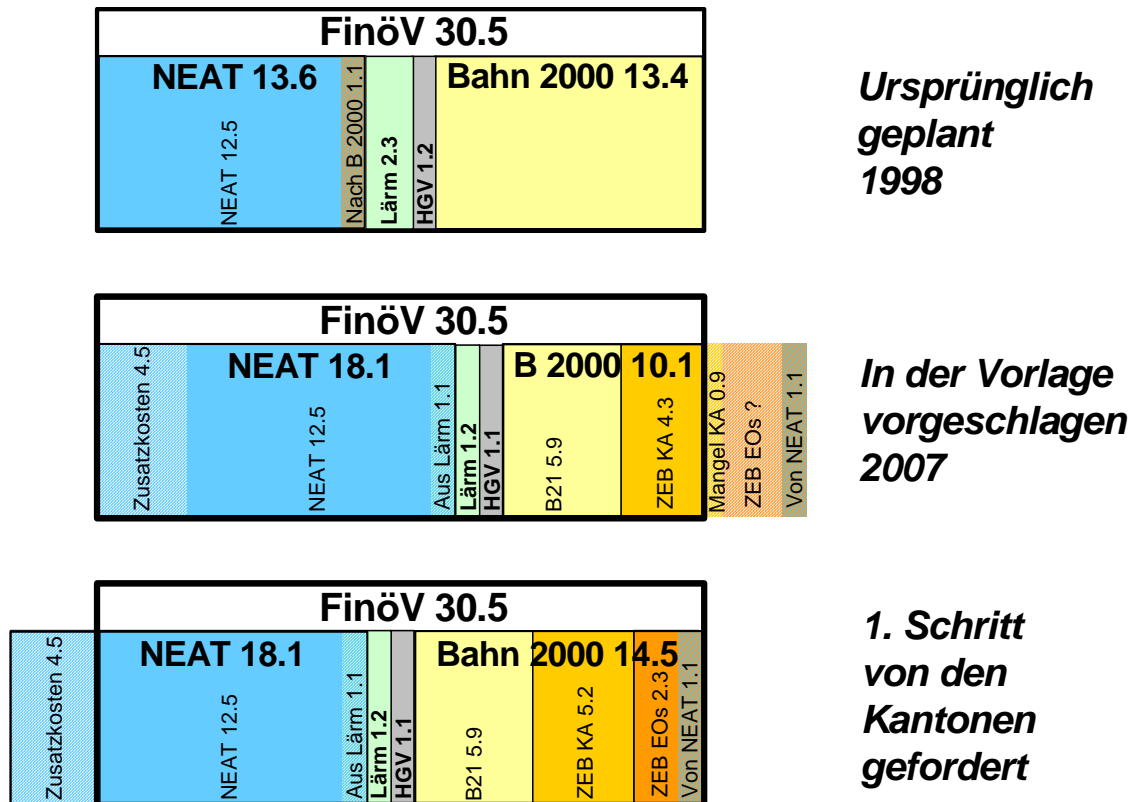 FinöV 30.5
NEAT 13.6
NEAT 12.5
Nach B 2000 1.1
Lärm 2.3
HGV 1.2
Bahn 2000 13.4
Ursprünglich
geplant
1998
FinöV 30.5
Zusatzkosten 4.5
NEAT 18.1
NEAT 12.5
Aus Lärm 1.1
Lärm 1.2
HGV 1.1
B 2000 10.1
B21 5.9
ZEB KA 4.3
Mangel KA 0.9
ZEB EOs ?
Von NEAT 1.1
In der Vorlage
vorgeschlagen
2007
FinöV 30.5
Zusatzkosten 4.5
NEAT 18.1
NEAT 12.5
Aus Lärm 1.1
Lärm 1.2
HGV 1.1
Bahn 2000 14.5
B21 5.9
ZEB KA 5.2
ZEB EOs 2.3
Von NEAT 1.1
1. Schritt
von den
Kantonen
gefordert